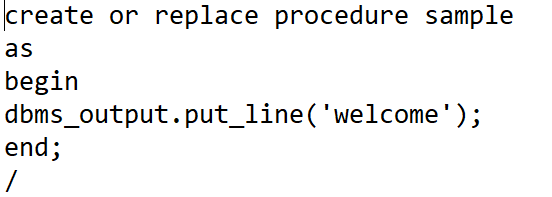 create or replace procedure sample
as
begin
dbms_output.put_line('welcome');
end;
/